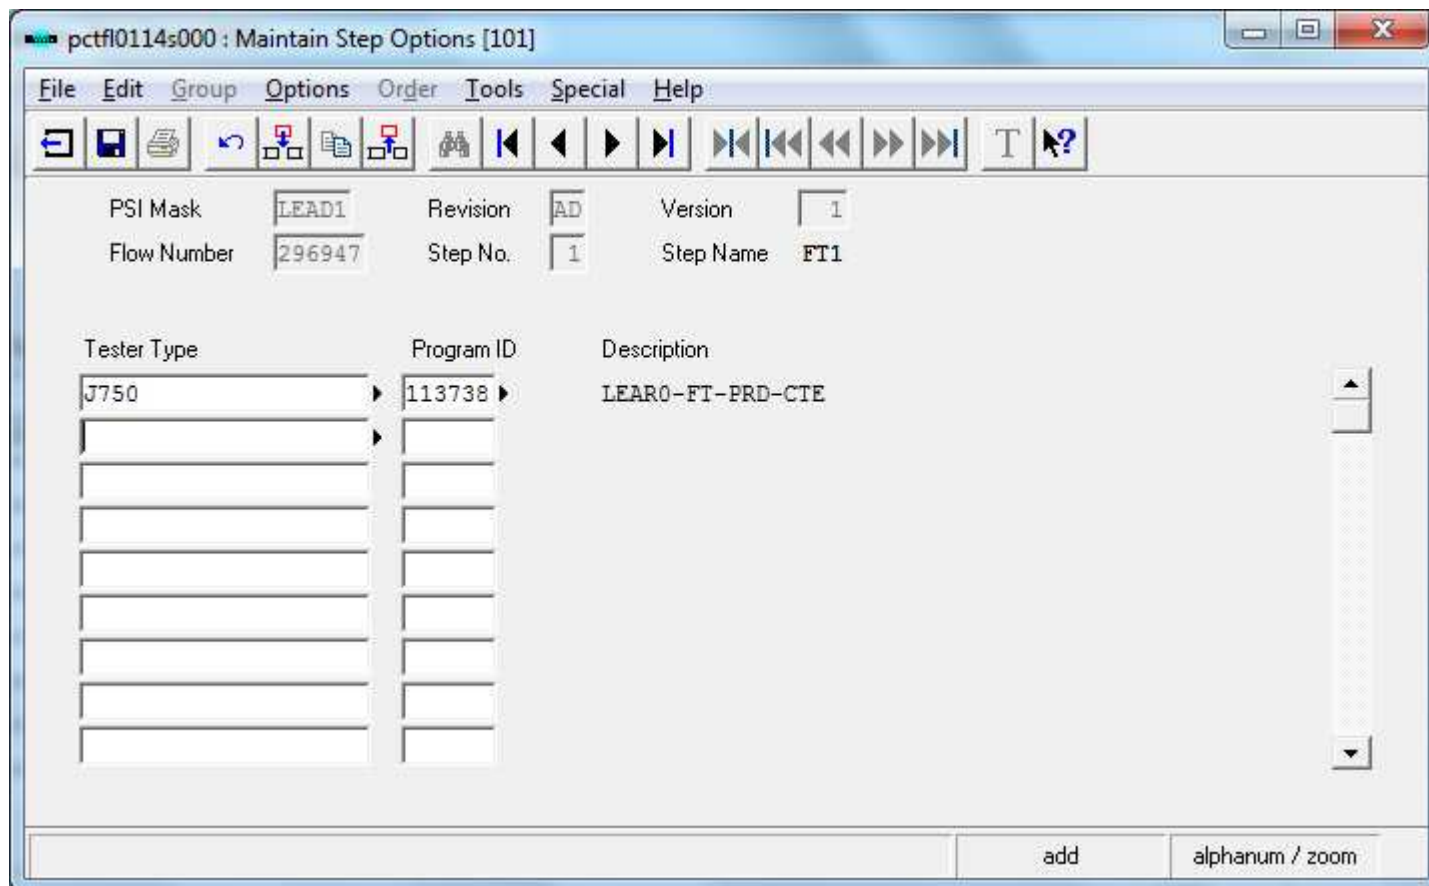 pctfl0114s000 : Maintain Step Options [101]
File Edit Group Options Order Tools Special Help
T ?
PSI Mask LEAD1 Revision AD Version 1
Flow Number 296947 Step No. 1 Step Name FT1
Tester Type Program ID Description
J750 113738 LEAR0-FT-PRD-CTE
add alphanum / zoom